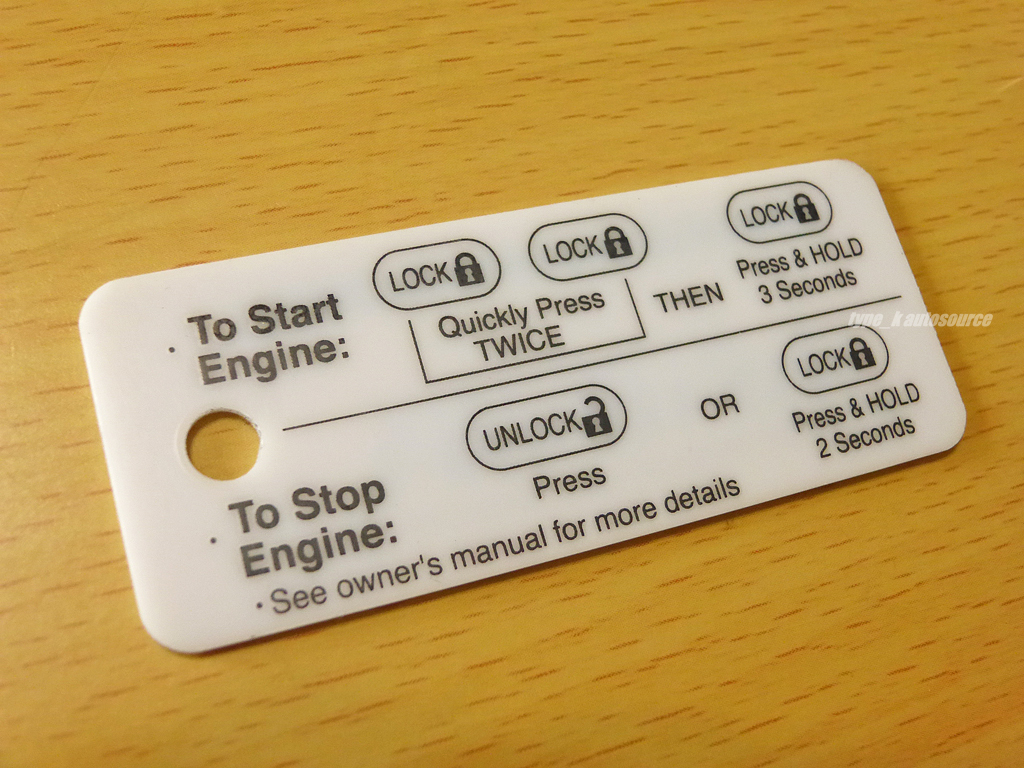 LOCK LOCK LOCK
· To Start
Engine:
Quickly Press
TWICE
THEN
Press & HOLD
3 Seconds
type_k autosource
UNLOCK OR LOCK
Press
Press & HOLD
2 Seconds
· To Stop
Engine:
· See owner's manual for more details